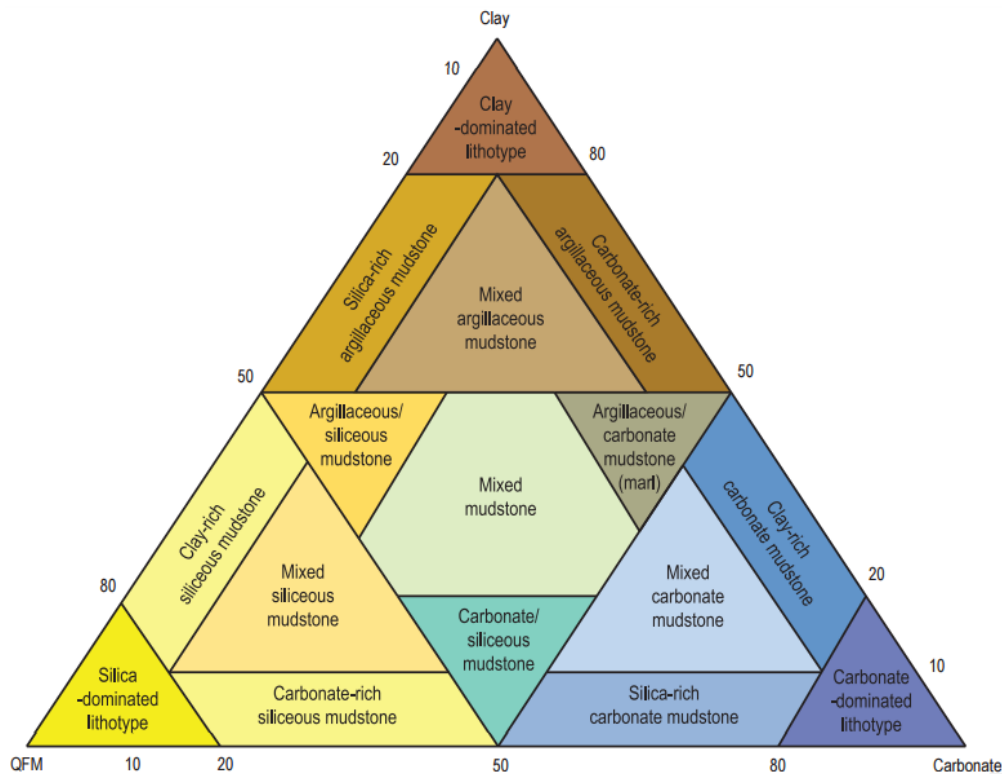 Clay
10
Clay
-dominated
lithotype
20
80
Silica-rich
argillaceous mudstone
Carbonate-rich
argillaceous mudstone
Mixed
argillaceous
mudstone
50
50
Argillaceous/
siliceous
mudstone
Argillaceous/
carbonate
mudstone
(marl)
Mixed
mudstone
Clay-rich
siliceous mudstone
Clay-rich
carbonate mudstone
80
20
Mixed
siliceous
mudstone
Mixed
carbonate
mudstone
Carbonate/
siliceous
mudstone
10
Silica
-dominated
lithotype
Carbonate-rich
siliceous mudstone
Silica-rich
carbonate mudstone
Carbonate
-dominated
lithotype
QFM
10
20
50
80
Carbonate